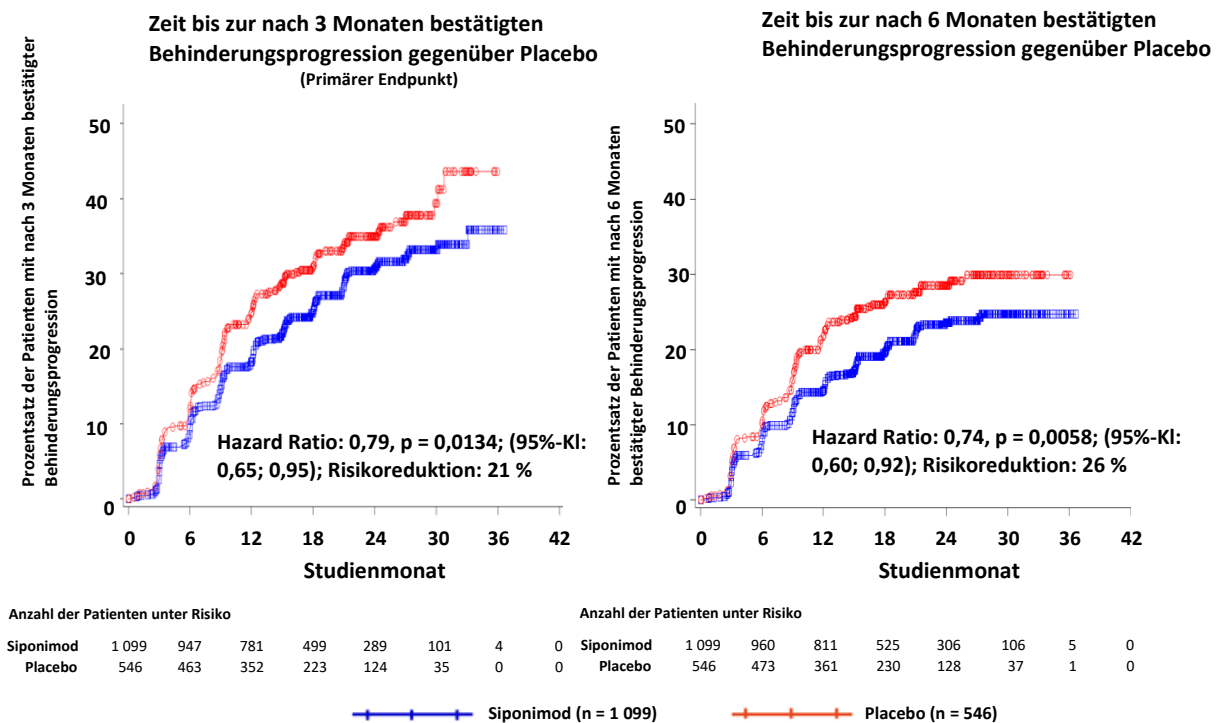 Zeit bis zur nach 3 Monaten bestätigten
Behinderungsprogression gegenüber Placebo
(Primärer Endpunkt)
Prozentsatz der Patienten mit nach 3 Monaten bestätigter
Behinderungsprogression
50
40
30
20
10
0
Hazard Ratio: 0,79, p = 0,0134; (95%-KI:
0,65; 0,95); Risikoreduktion: 21 %
0 6 12 18 24 30 36 42
Studienmonat
Zeit bis zur nach 6 Monaten bestätigten
Behinderungsprogression gegenüber Placebo
Prozentsatz der Patienten mit nach 6 Monaten
bestätigter Behinderungsprogression
50
40
30
20
10
0
Hazard Ratio: 0,74, p = 0,0058; (95%-KI:
0,60; 0,92); Risikoreduktion: 26 %
0 6 12 18 24 30 36 42
Studienmonat
Anzahl der Patienten unter Risiko
Siponimod 1 099 947 781 499 289 101 4 0
Placebo 546 463 352 223 124 35 0 0
Anzahl der Patienten unter Risiko
Siponimod 1 099 960 811 525 306 106 5 0
Placebo 546 473 361 230 128 37 1 0
Siponimod (n = 1 099)
Placebo (n = 546)